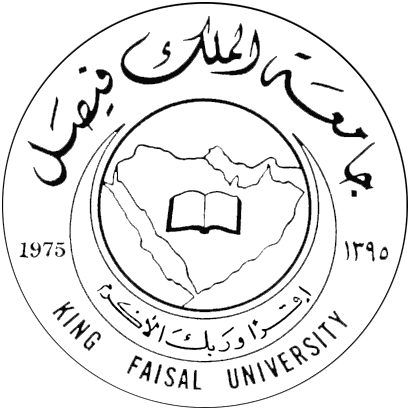 جامعة الملك فيصل
1975
١٣٩٥
اقرأ وربك الأكرم
KING FAISAL UNIVERSITY